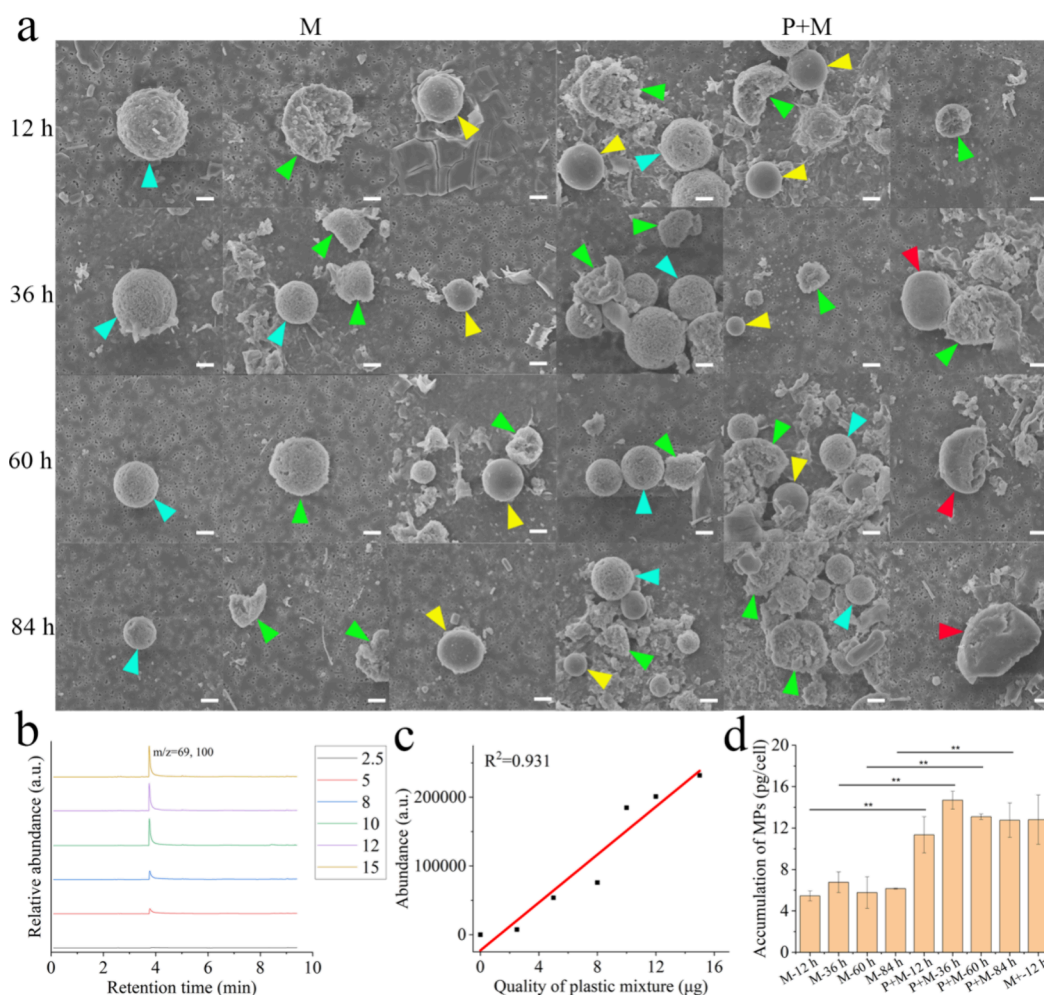 a
M
P+M
12 h
36 h
60 h
84 h
b
Relative abundance (a.u.)
m/z=69, 100
2.5
5
8
10
12
15
0 2 4 6 8 10
Retention time (min)
c
R²=0.931
Abundance (a.u.)
200000
100000
0
0 4 8 12 16
Quality of plastic mixture (μg)
d
Accumulation of MPs (pg/cell)
20
16
12
8
4
0
**
**
**
**
M-12 h
M-36 h
M-60 h
M-84 h
P+M-12 h
P+M-36 h
P+M-60 h
P+M-84 h
M+-12 h